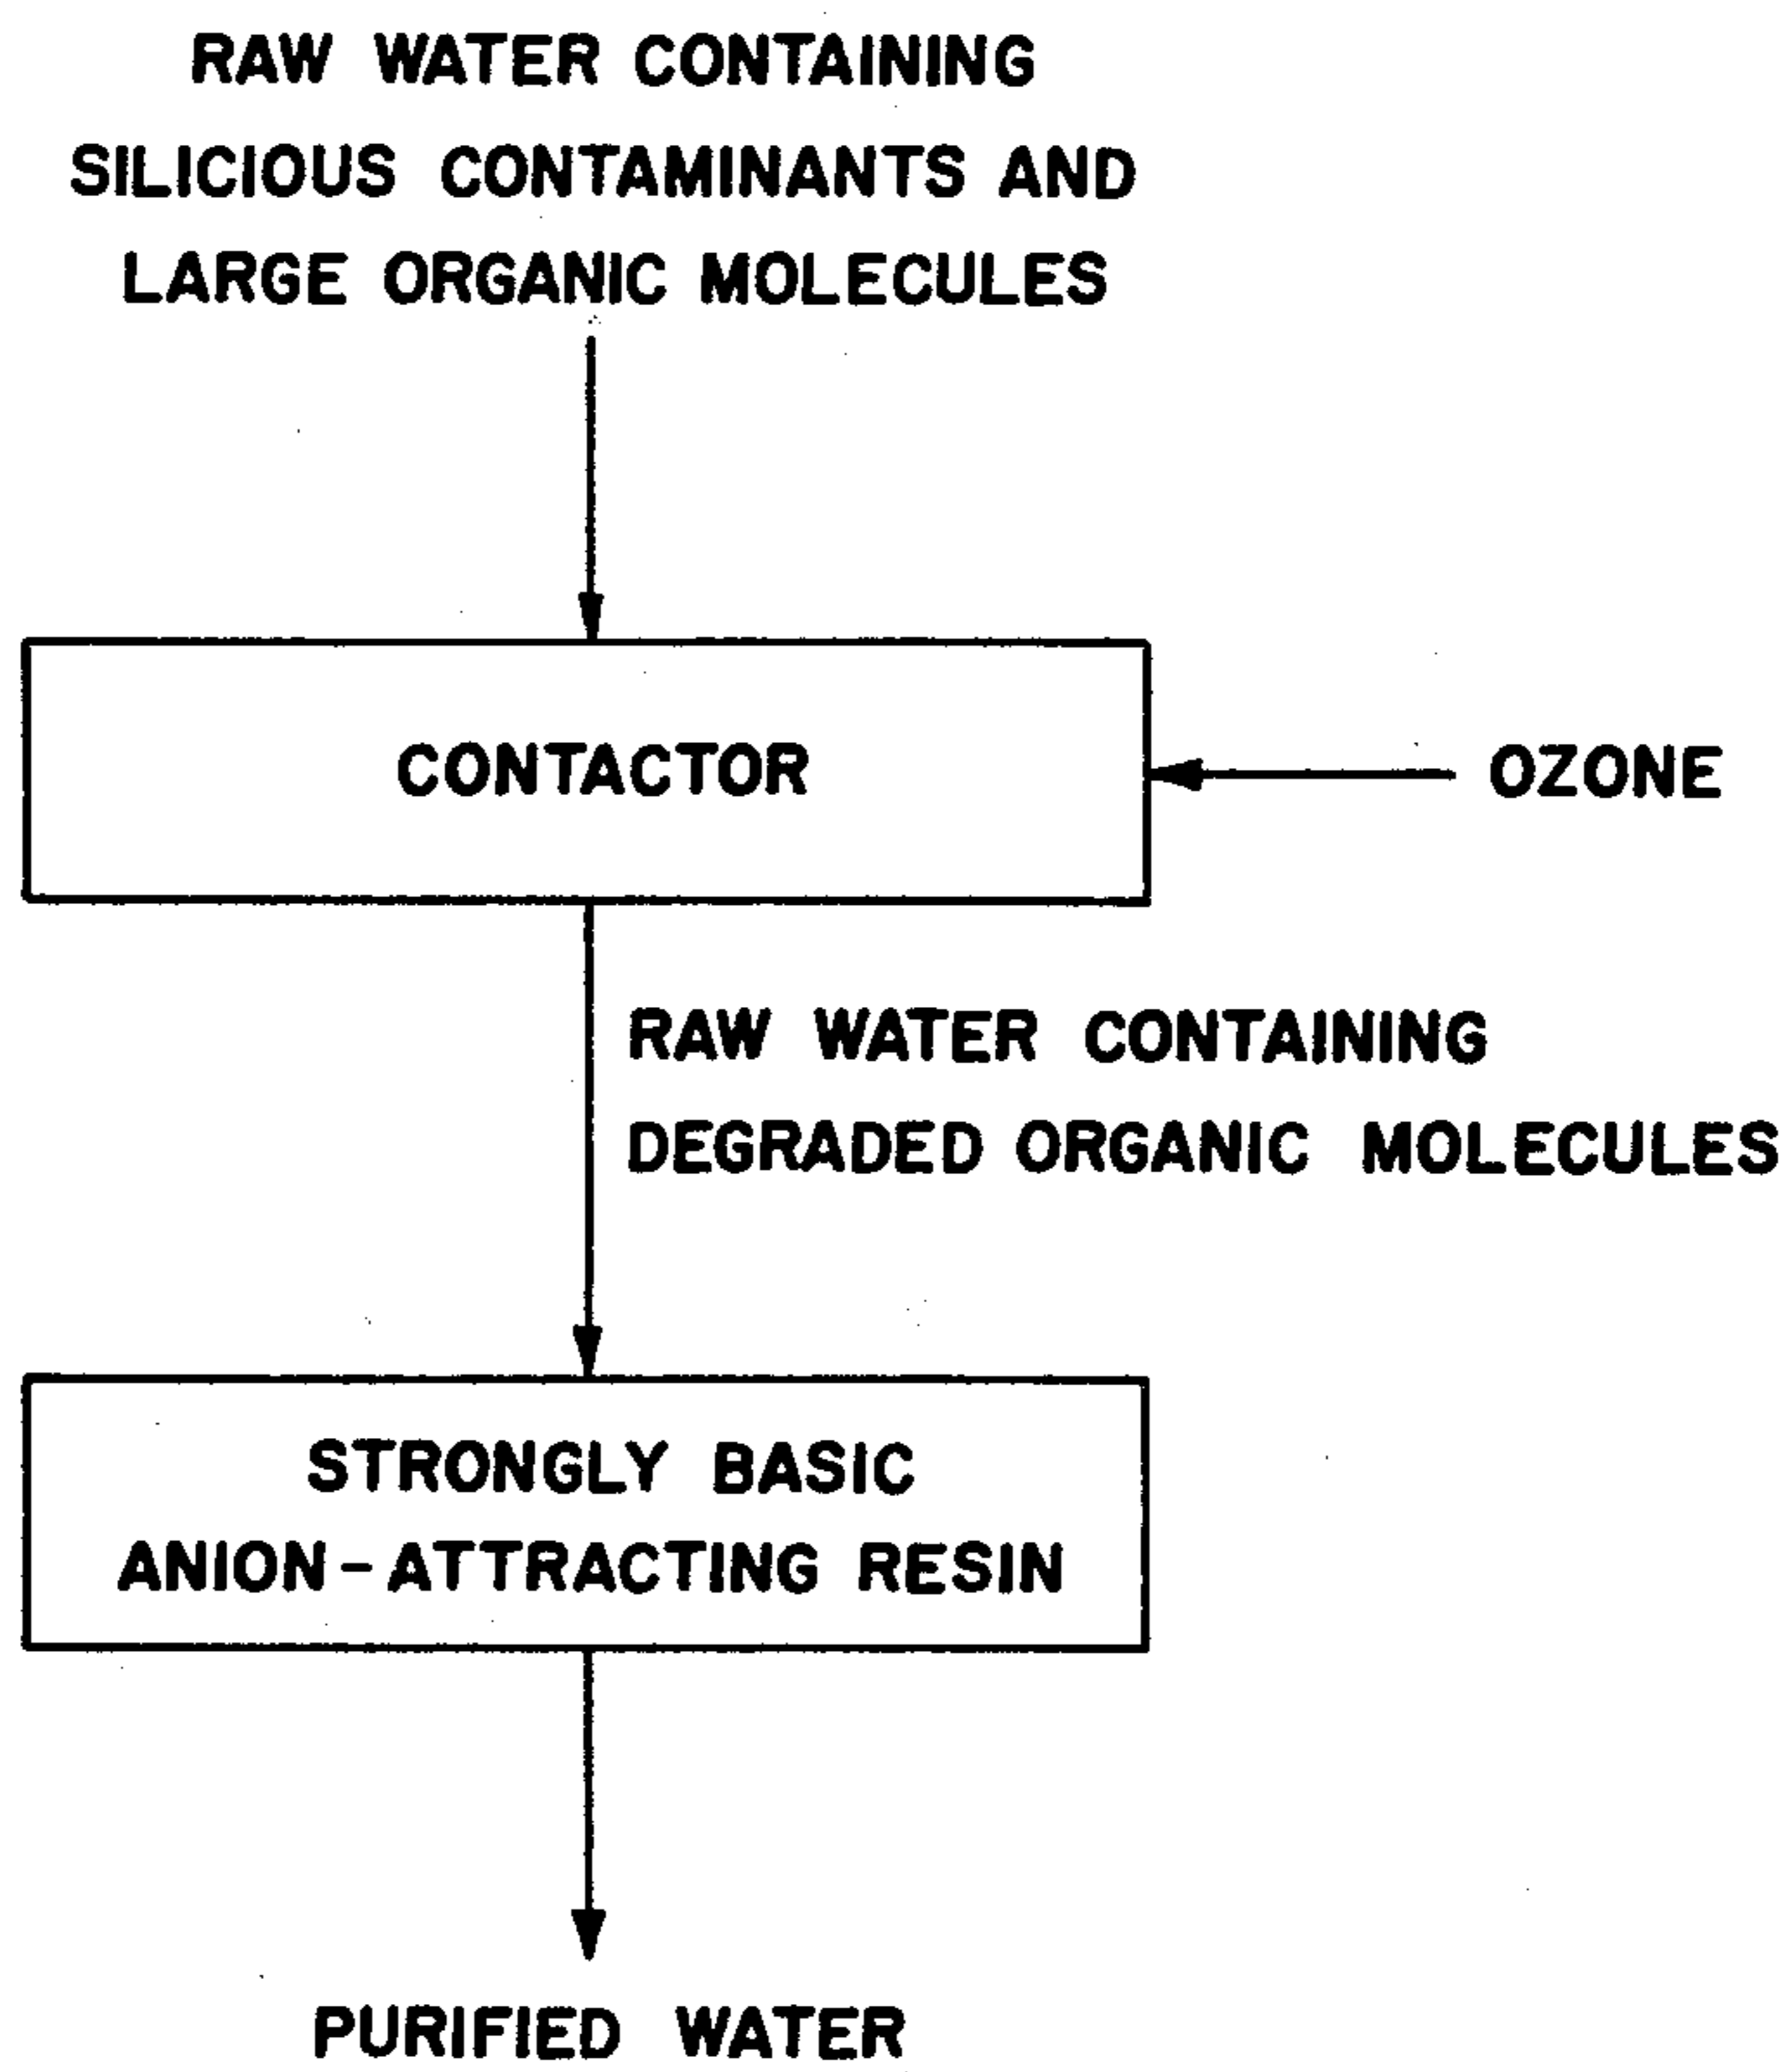 RAW WATER CONTAINING
SILICIOUS CONTAMINANTS AND
LARGE ORGANIC MOLECULES
CONTACTOR
OZONE
RAW WATER CONTAINING
DEGRADED ORGANIC MOLECULES
STRONGLY BASIC
ANION-ATTRACTING RESIN
PURIFIED WATER